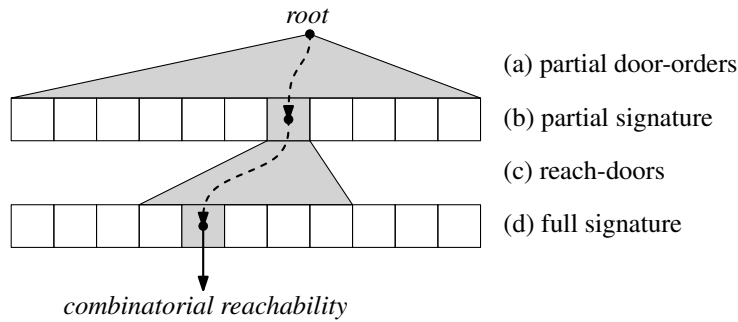 root
(a) partial door-orders
(b) partial signature
(c) reach-doors
(d) full signature
combinatorial reachability